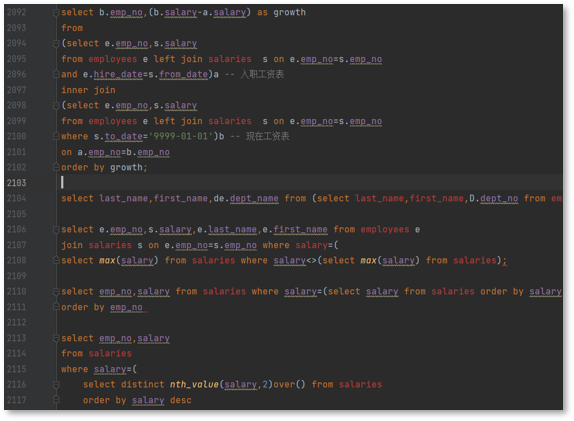 2092 select b.emp_no,(b.salary-a.salary) as growth
2093 from
2094 (select e.emp_no,s.salary
2095 from employees e left join salaries  s on e.emp_no=s.emp_no
2096 and e.hire_date=s.from_date)a -- 入职工资表
2097 inner join
2098 (select e.emp_no,s.salary
2099 from employees e left join salaries  s on e.emp_no=s.emp_no
2100 where s.to_date='9999-01-01')b -- 现在工资表
2101 on a.emp_no=b.emp_no
2102 order by growth;
2103
2104 select last_name,first_name,de.dept_name from (select last_name,first_name,D.dept_no from em
2105
2106 select e.emp_no,s.salary,e.last_name,e.first_name from employees e
2107 join salaries s on e.emp_no=s.emp_no where salary=(
2108 select max(salary) from salaries where salary<>(select max(salary) from salaries);
2109
2110 select emp_no,salary from salaries where salary=(select salary from salaries order by salary
2111 order by emp_no
2112
2113 select emp_no,salary
2114 from salaries
2115 where salary=(
2116     select distinct nth_value(salary,2)over() from salaries
2117     order by salary desc